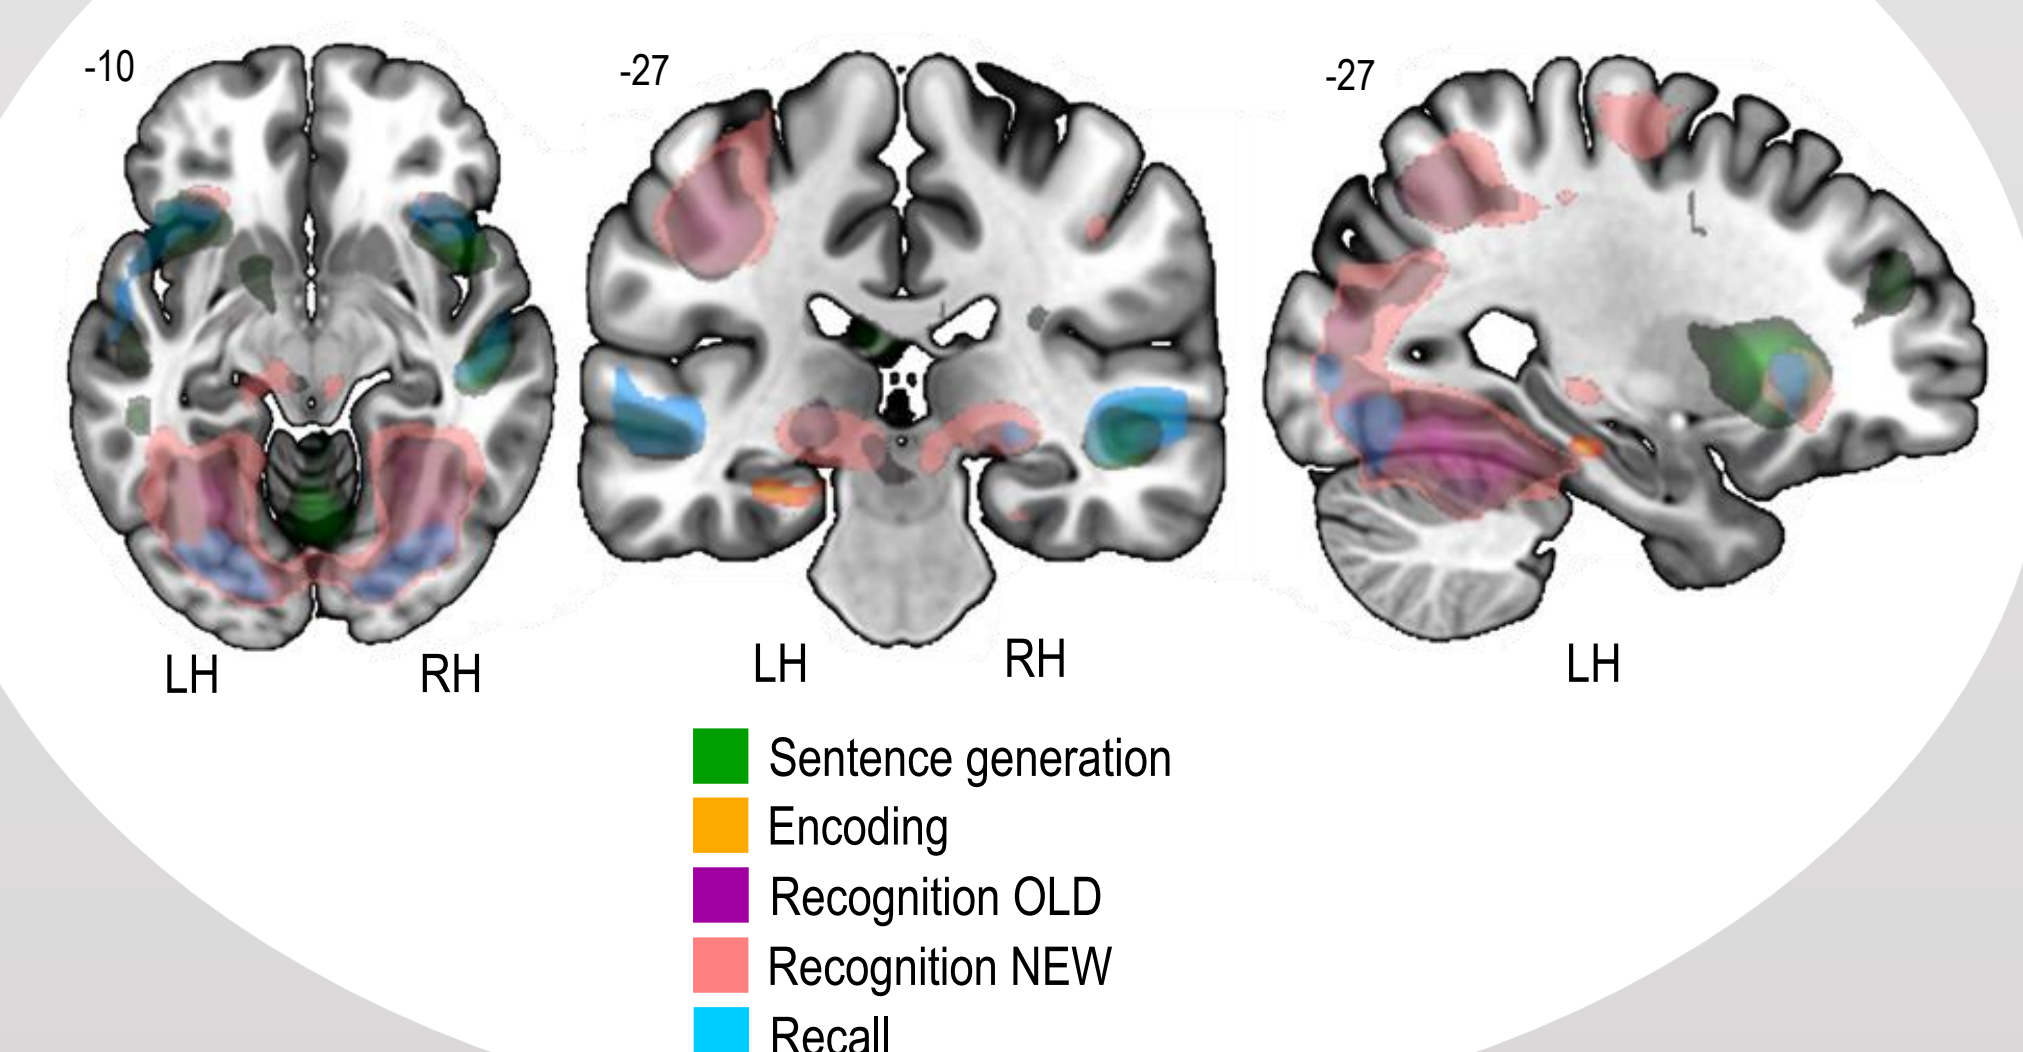 -10
-27
-27
LH
RH
LH
RH
LH
Sentence generation
Encoding
Recognition OLD
Recognition NEW
Recall